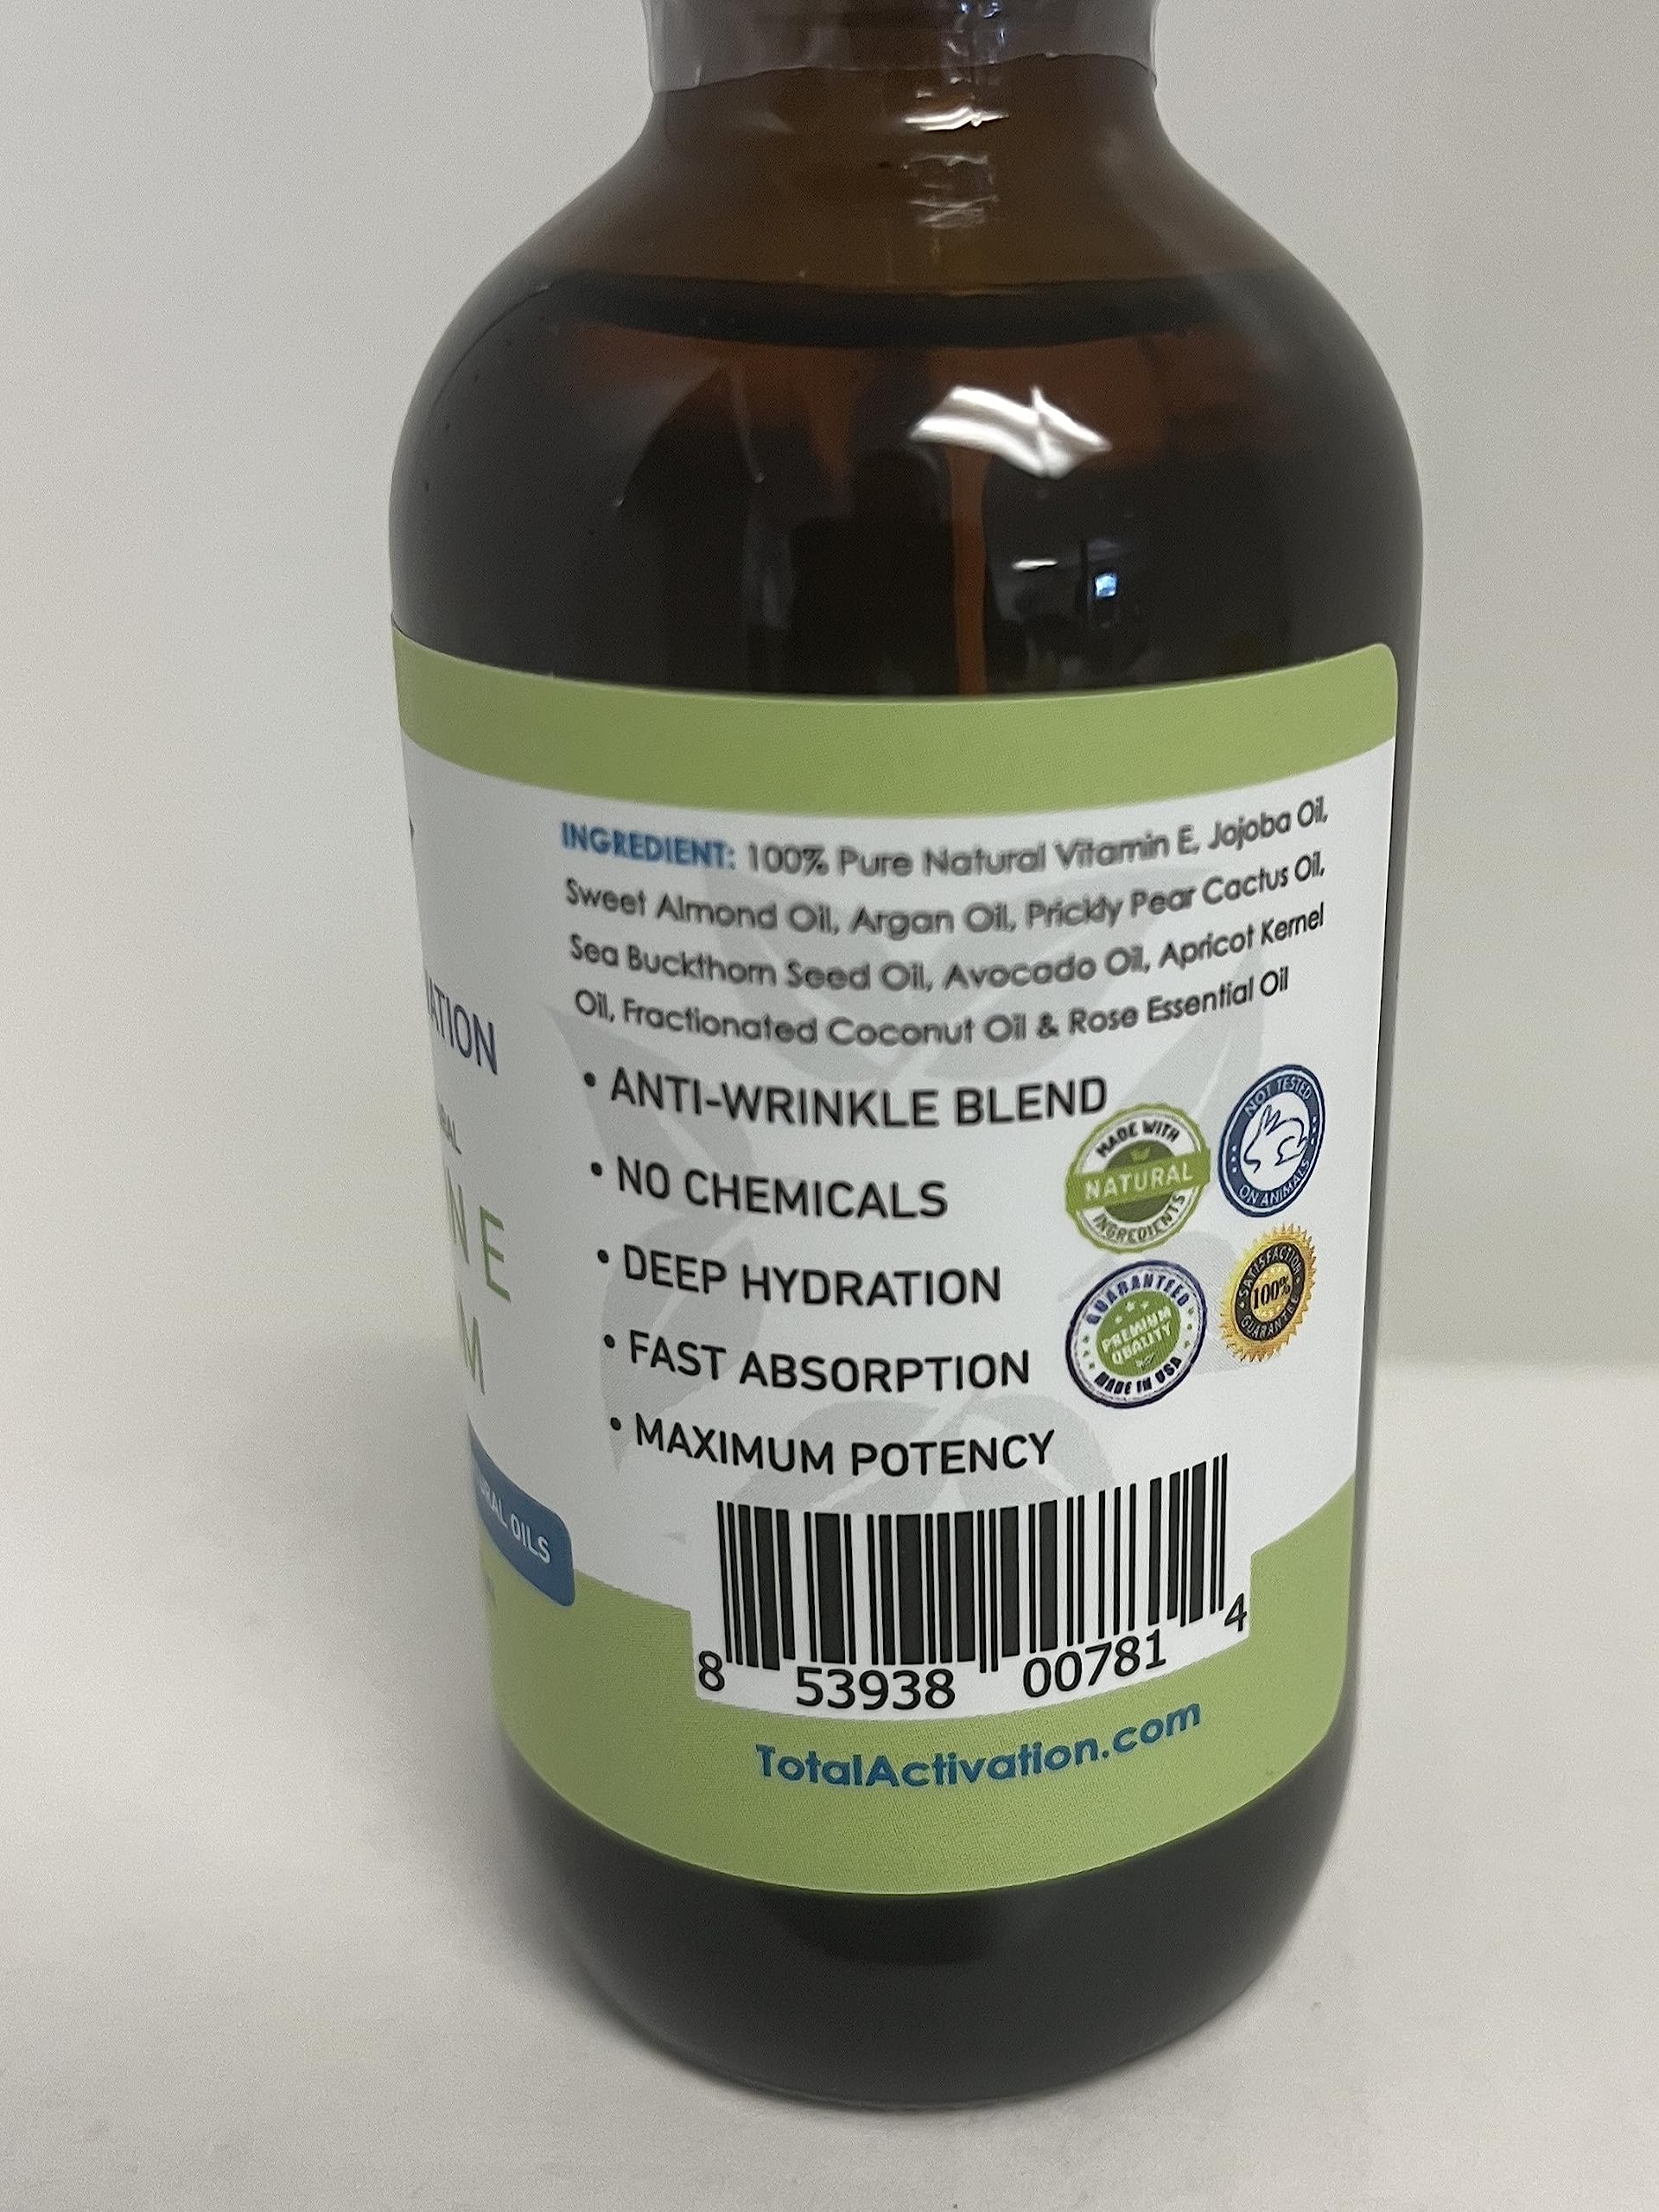 INGREDIENT: 100% Pure Natural Vitamin E, Jojoba Oil,
Sweet Almond Oil, Argan Oil, Prickly Pear Cactus Oil,
Sea Buckthorn Seed Oil, Avocado Oil, Apricot Kernel
Oil, Fractionated Coconut Oil & Rose Essential Oil
• ANTI-WRINKLE BLEND
• NO CHEMICALS
• DEEP HYDRATION
• FAST ABSORPTION
• MAXIMUM POTENCY
MADE WITH
NATURAL
INGREDIENTS
NOT TESTED
ON ANIMALS
GUARANTEED
PREMIUM
QUALITY
MADE IN USA
SATISFACTION
100%
GUARANTEE
8 53938 00781 4
TotalActivation.com
OILS